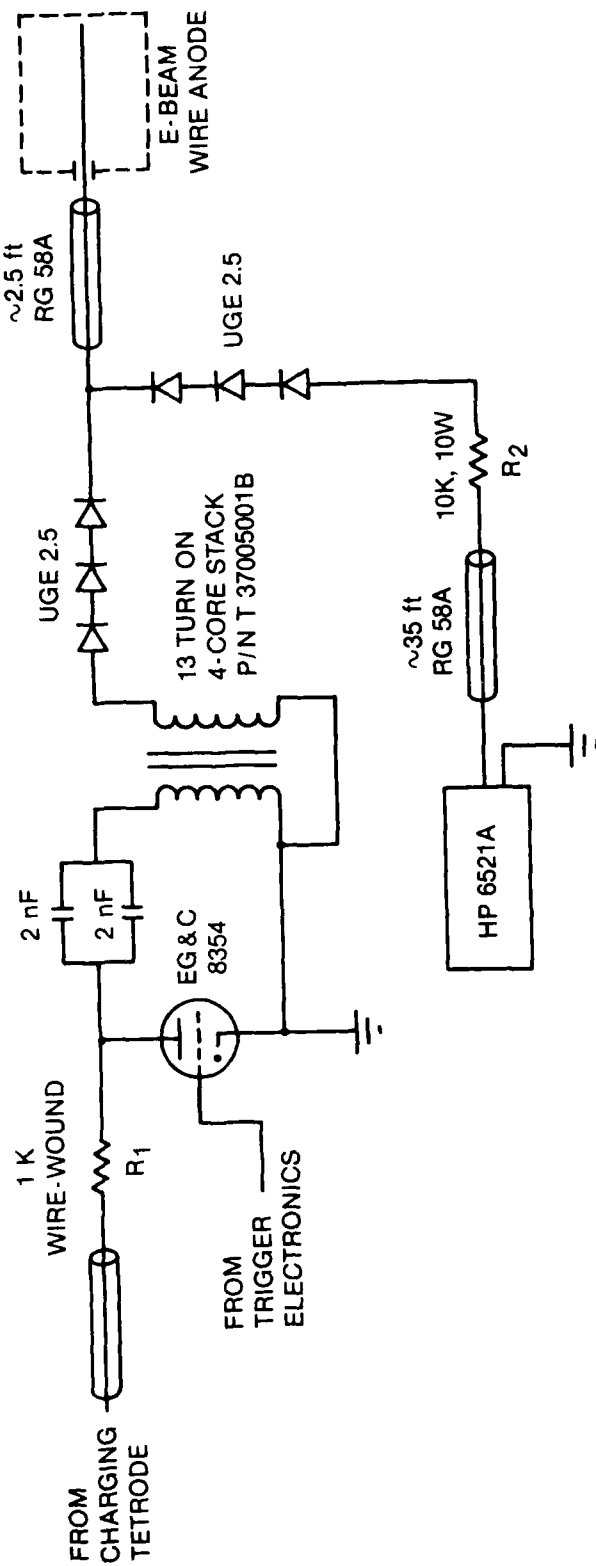 FROM
CHARGING
TETRODE
1 K
WIRE-WOUND
R1
2 nF
2 nF
EG & C
8354
FROM
TRIGGER
ELECTRONICS
13 TURN ON
4-CORE STACK
P/N T 37005001B
UGE 2.5
~2.5 ft
RG 58A
E-BEAM
WIRE ANODE
UGE 2.5
10K, 10W
R2
~35 ft
RG 58A
HP 6521A